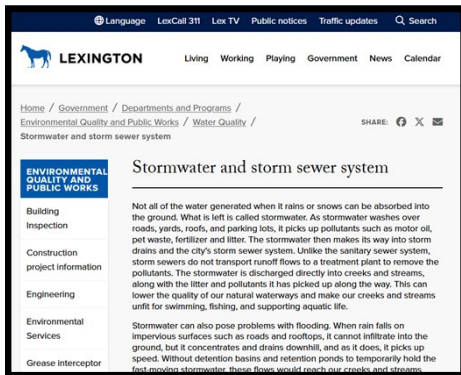 Language LexCall 311 Lex TV Public notices Traffic updates Search
LEXINGTON Living Working Playing Government News Calendar
Home / Government / Departments and Programs /
Environmental Quality and Public Works / Water Quality /
Stormwater and storm sewer system
SHARE:
ENVIRONMENTAL
QUALITY AND
PUBLIC WORKS
Building
Inspection
Construction
project information
Engineering
Environmental
Services
Grease interceptor
Stormwater and storm sewer system
Not all of the water generated when it rains or snows can be absorbed into
the ground. What is left is called stormwater. As stormwater washes over
roads, yards, roofs, and parking lots, it picks up pollutants such as motor oil,
pet waste, fertilizer and litter. The stormwater then makes its way into storm
drains and the city's storm sewer system. Unlike the sanitary sewer system,
storm sewers do not transport runoff flows to a treatment plant to remove the
pollutants. The stormwater is discharged directly into creeks and streams,
along with the litter and pollutants it has picked up along the way. This can
lower the quality of our natural waterways and make our creeks and streams
unfit for swimming, fishing, and supporting aquatic life.
Stormwater can also pose problems with flooding. When rain falls on
impervious surfaces such as roads and rooftops, it cannot infiltrate into the
ground, but it concentrates and drains downhill, and as it does, it picks up
speed. Without detention basins and retention ponds to temporarily hold the
fast-moving stormwater, these flows would reach our creeks and streams